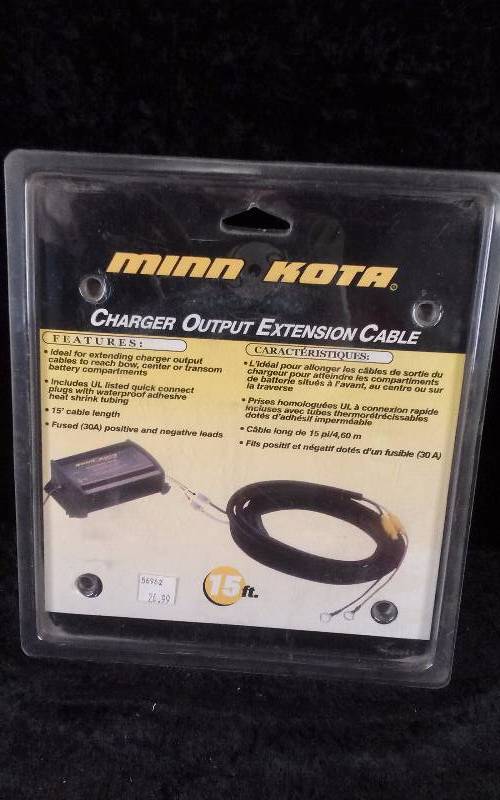 MINN KOTA
CHARGER OUTPUT EXTENSION CABLE
FEATURES:
• Ideal for extending charger output
cables to reach bow, center or transom
battery compartments
• Includes UL listed quick connect
plugs with waterproof adhesive
heat shrink tubing
• 15' cable length
• Fused (30A) positive and negative leads
CARACTÉRISTIQUES:
• L'idéal pour allonger les câbles de sortie du
chargeur pour atteindre les compartiments
de batterie situés à l'avant, au centre ou sur
la traverse
• Prises homologuées UL à connexion rapide
incluses avec tubes thermordrécissables
dotés d'adhésif imperméable
• Câble long de 15 pi/4,60 m
• Fits positif et négatif dotés d'un fusible (30 A)
56962
26.99
15 ft.